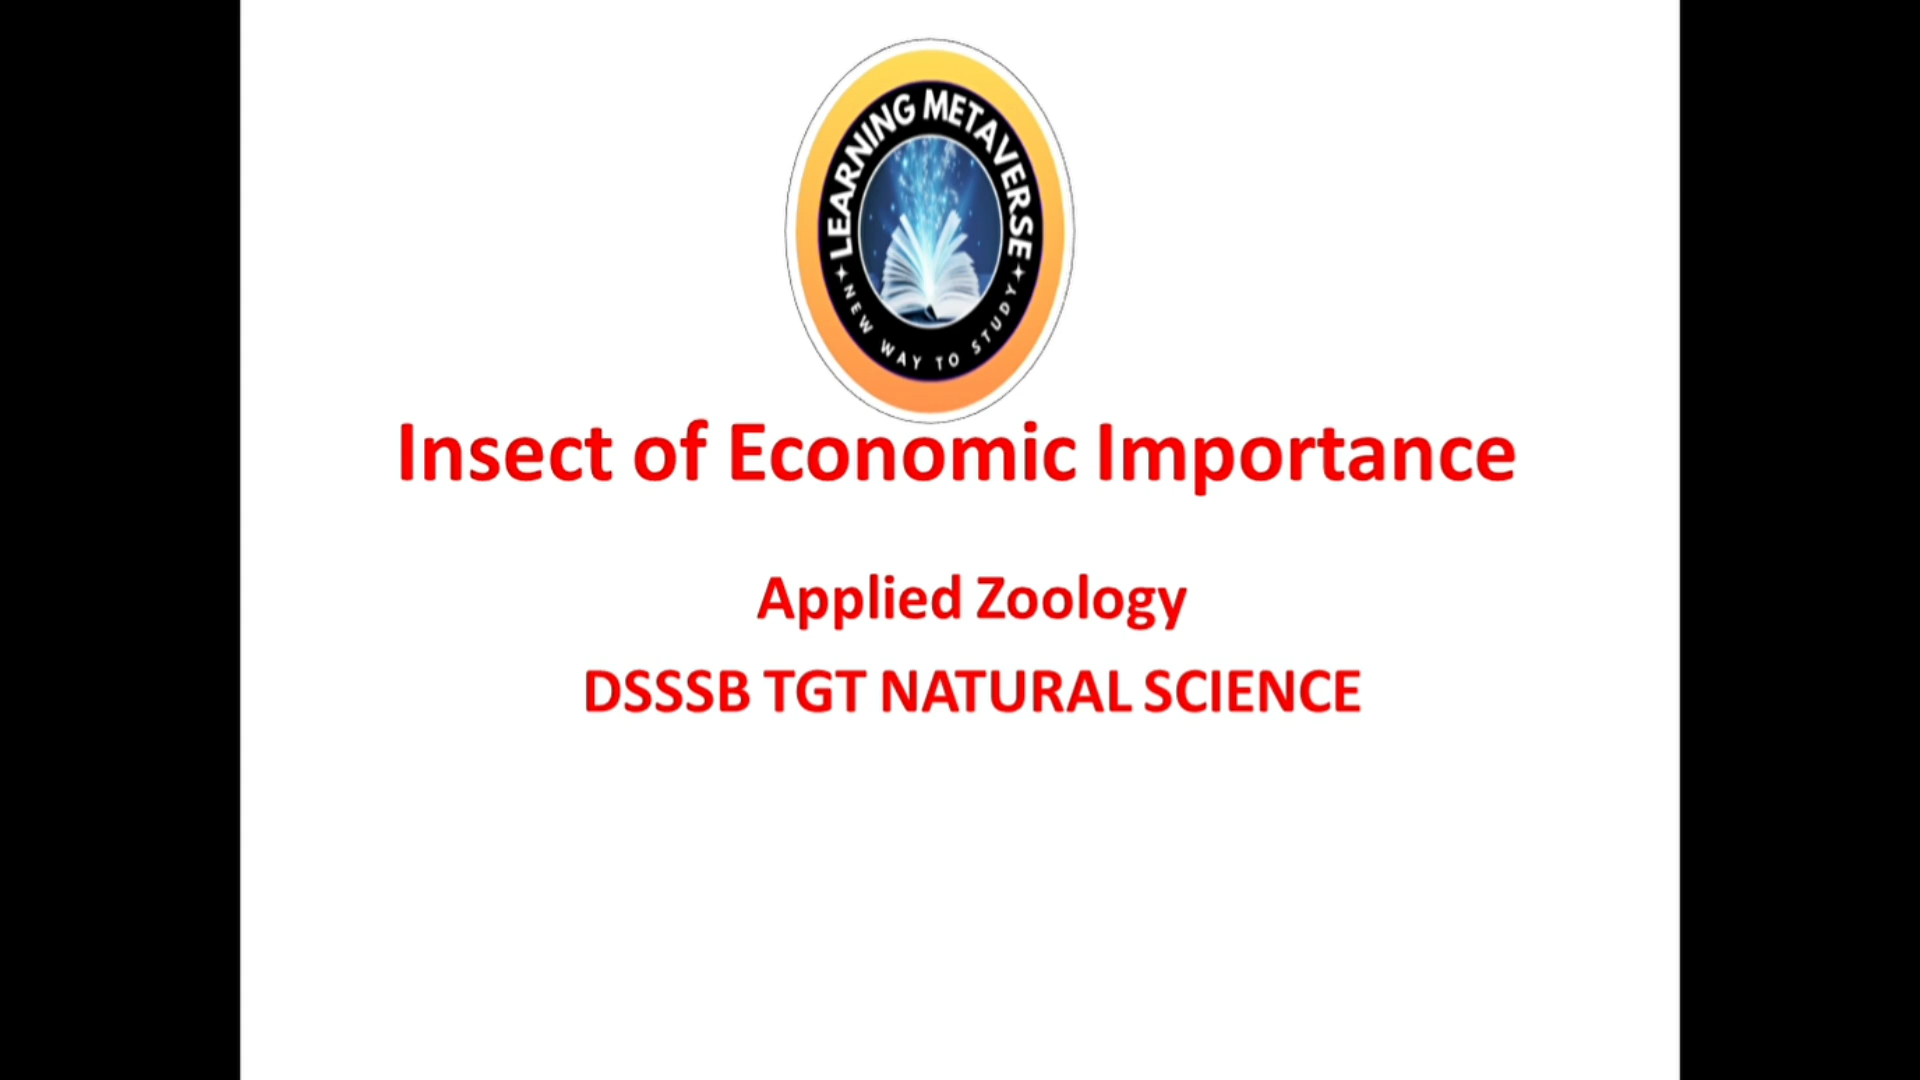 LEARNING METAVERSE
NEW WAY TO STUDY
Insect of Economic Importance
Applied Zoology
DSSSB TGT NATURAL SCIENCE